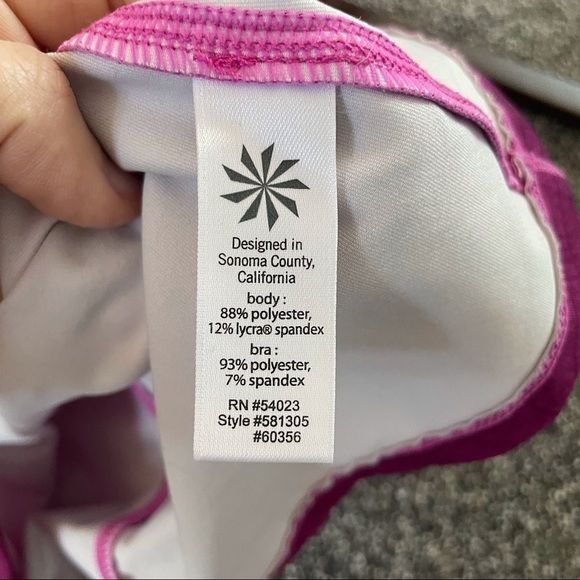 Designed in
Sonoma County,
California
body :
88% polyester,
12% lycra® spandex
bra :
93% polyester,
7% spandex
RN #54023
Style #581305
#60356